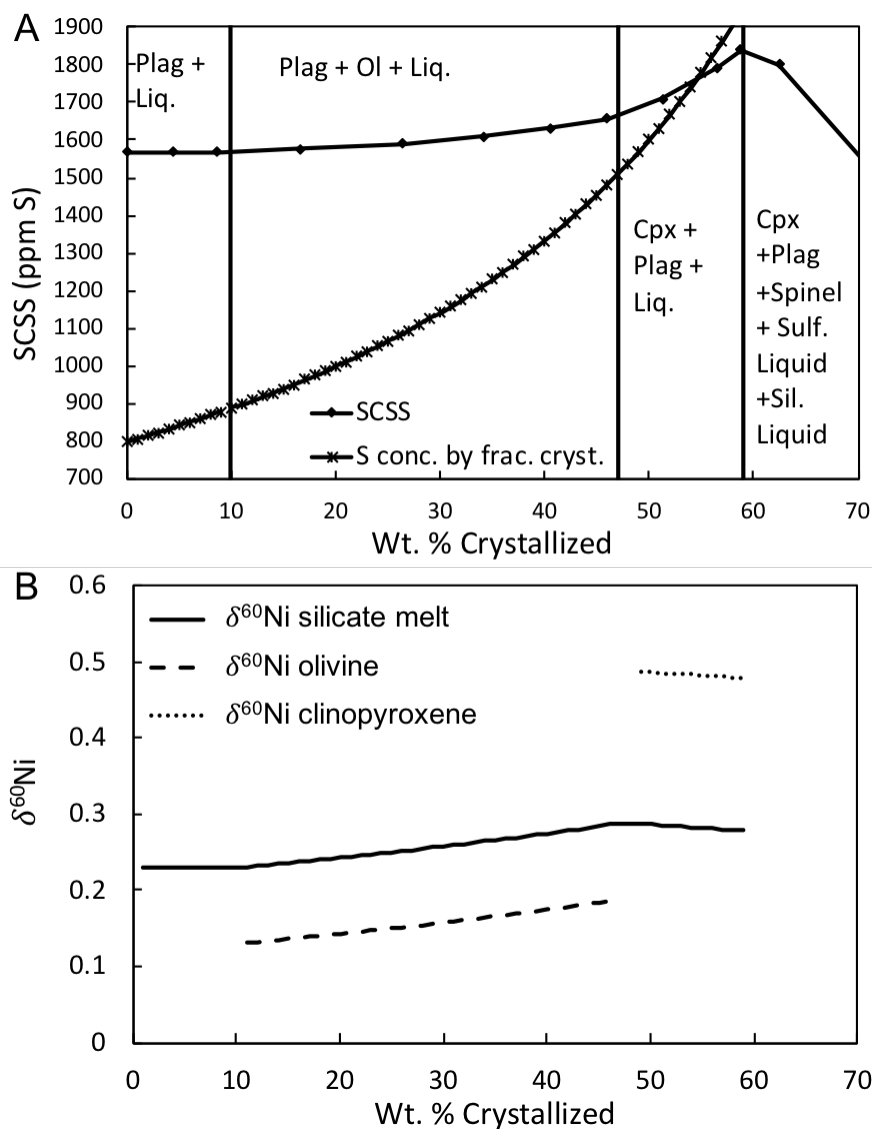 A
1900
1800
1700
1600
1500
1400
1300
1200
1100
1000
900
800
700
SCSS (ppm S)
Plag +
Liq.
Plag + Ol + Liq.
Cpx +
Plag +
Liq.
Cpx
+Plag
+Spinel
+ Sulf.
Liquid
+Sil.
Liquid
SCSS
S conc. by frac. cryst.
0 10 20 30 40 50 60 70
Wt. % Crystallized
B
0.6
0.5
0.4
0.3
0.2
0.1
0
δ⁶⁰Ni
δ⁶⁰Ni silicate melt
δ⁶⁰Ni olivine
δ⁶⁰Ni clinopyroxene
0 10 20 30 40 50 60 70
Wt. % Crystallized